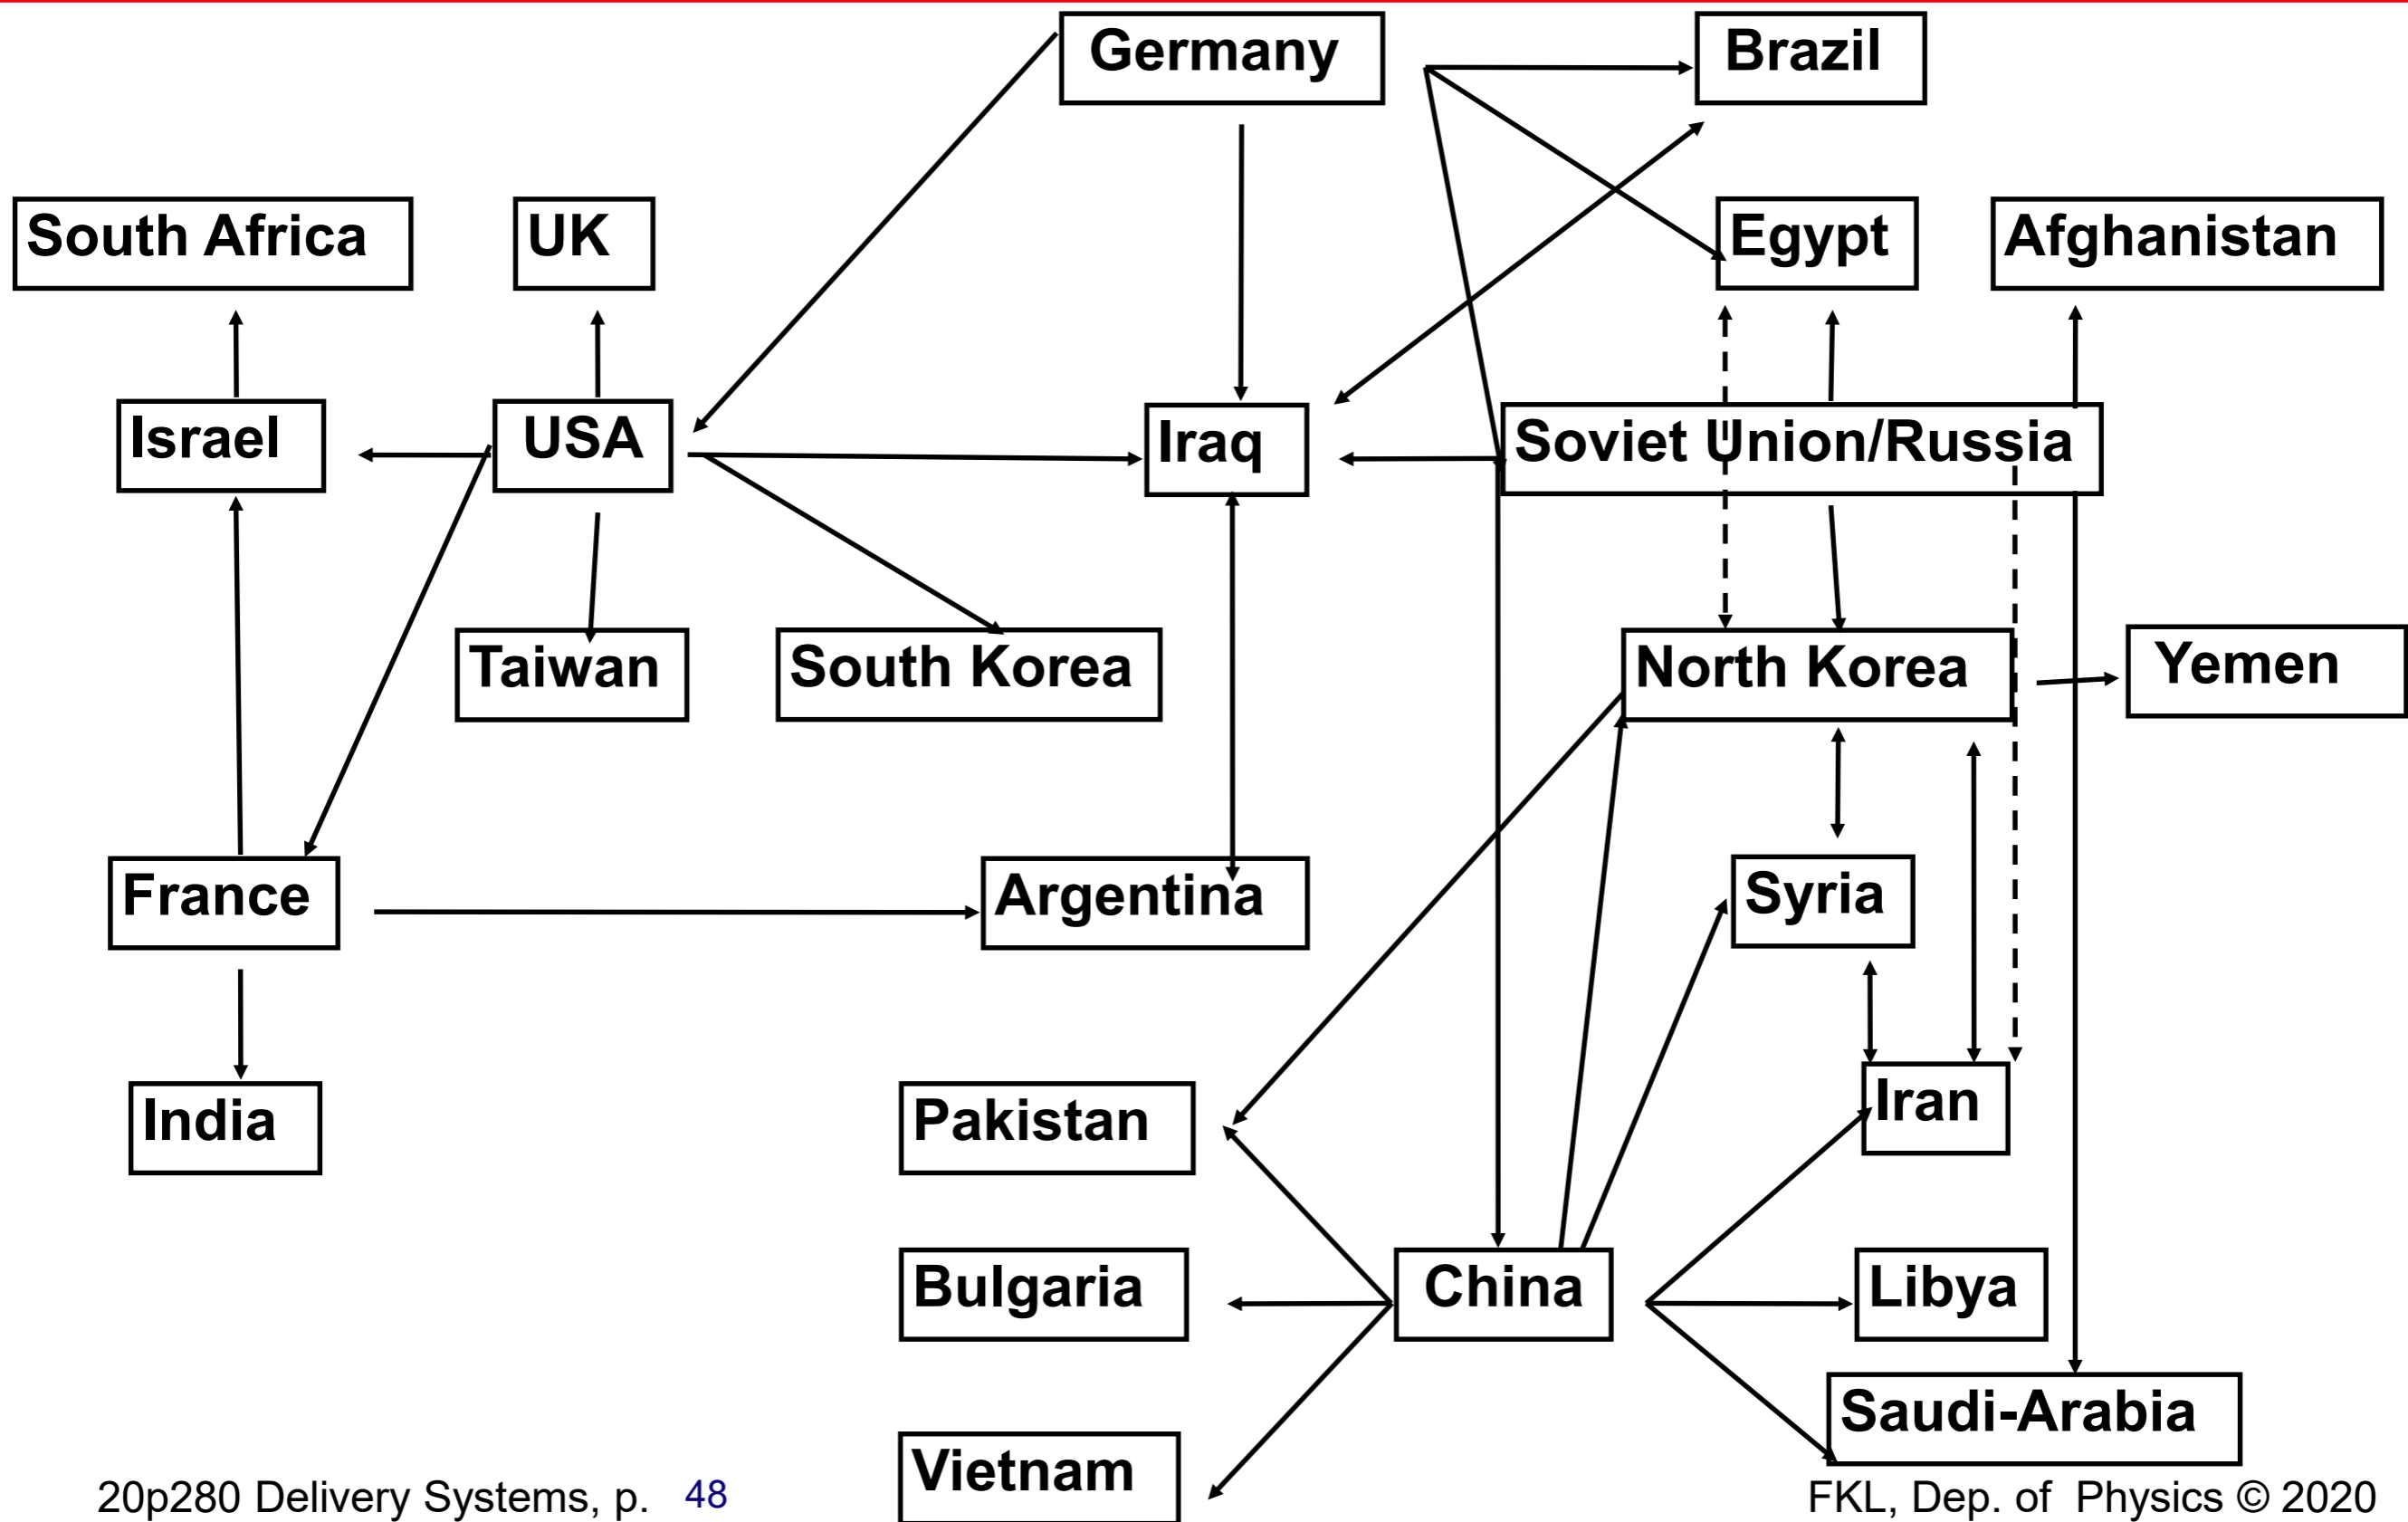 Germany
Brazil
South Africa
UK
Egypt
Afghanistan
Israel
USA
Iraq
Soviet Union/Russia
Taiwan
South Korea
North Korea
Yemen
France
Argentina
Syria
India
Pakistan
Iran
Bulgaria
China
Libya
Saudi-Arabia
Vietnam
20p280 Delivery Systems, p. 48
FKL, Dep. of Physics © 2020